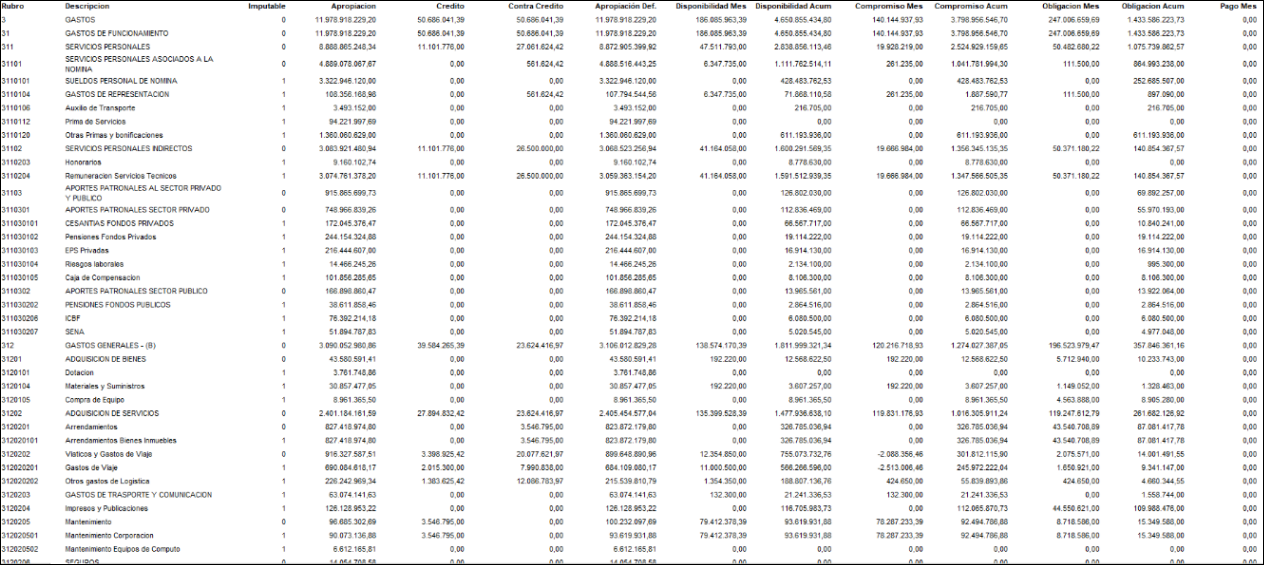 Rubro Descripcion Imputable Apropiacion Credito Contra Credito Apropiación Def. Disponibilidad Mes Disponibilidad Acum Compromiso Mes Compromiso Acum Obligacion Mes Obligacion Acum Pago Mes
3 GASTOS 0 11.978.918.229,20 50.686.041,39 50.686.041,39 11.978.918.229,20 186.085.963,39 4.650.855.434,80 140.144.937,93 3.798.956.546,70 247.006.659,69 1.433.586.223,73 0,00
31 GASTOS DE FUNCIONAMIENTO 0 11.978.918.229,20 50.686.041,39 50.686.041,39 11.978.918.229,20 186.085.963,39 4.650.855.434,80 140.144.937,93 3.798.956.546,70 247.006.659,69 1.433.586.223,73 0,00
311 SERVICIOS PERSONALES 0 8.888.865.248,34 11.101.776,00 27.061.624,42 8.872.905.399,92 47.511.793,00 2.838.856.113,46 19.928.219,00 2.524.929.159,65 50.482.680,22 1.075.739.862,57 0,00
31101 SERVICIOS PERSONALES ASOCIADOS A LA NOMINA 0 4.889.078.067,67 0,00 561.624,42 4.888.516.443,25 6.347.735,00 1.111.762.514,11 261.235,00 1.041.781.994,30 111.500,00 864.993.238,00 0,00
3110101 SUELDOS PERSONAL DE NOMINA 1 3.322.946.120,00 0,00 0,00 3.322.946.120,00 0,00 428.483.762,53 0,00 428.483.762,53 0,00 252.685.507,00 0,00
3110104 GASTOS DE REPRESENTACION 1 108.356.168,98 0,00 561.624,42 107.794.544,56 6.347.735,00 71.868.110,58 261.235,00 1.887.590,77 111.500,00 897.090,00 0,00
3110106 Auxilio de Transporte 1 3.493.152,00 0,00 0,00 3.493.152,00 0,00 216.705,00 0,00 216.705,00 0,00 216.705,00 0,00
3110112 Prima de Servicios 1 94.221.997,69 0,00 0,00 94.221.997,69 0,00 0,00 0,00 0,00 0,00 0,00 0,00
3110120 Otras Primas y bonificaciones 1 1.360.060.629,00 0,00 0,00 1.360.060.629,00 0,00 611.193.936,00 0,00 611.193.936,00 0,00 611.193.936,00 0,00
31102 SERVICIOS PERSONALES INDIRECTOS 0 3.083.921.480,94 11.101.776,00 26.500.000,00 3.068.523.256,94 41.164.058,00 1.600.291.569,35 19.666.984,00 1.356.345.135,35 50.371.180,22 140.854.367,57 0,00
3110203 Honorarios 1 9.160.102,74 0,00 0,00 9.160.102,74 0,00 8.778.630,00 0,00 8.778.630,00 0,00 0,00 0,00
3110204 Remuneracion Servicios Tecnicos 1 3.074.761.378,20 11.101.776,00 26.500.000,00 3.059.363.154,20 41.164.058,00 1.591.512.939,35 19.666.984,00 1.347.566.505,35 50.371.180,22 140.854.367,57 0,00
31103 APORTES PATRONALES AL SECTOR PRIVADO Y PUBLICO 0 915.865.699,73 0,00 0,00 915.865.699,73 0,00 126.802.030,00 0,00 126.802.030,00 0,00 69.892.257,00 0,00
3110301 APORTES PATRONALES SECTOR PRIVADO 0 748.966.839,26 0,00 0,00 748.966.839,26 0,00 112.836.469,00 0,00 112.836.469,00 0,00 55.970.193,00 0,00
311030101 CESANTIAS FONDOS PRIVADOS 1 172.045.376,47 0,00 0,00 172.045.376,47 0,00 66.567.717,00 0,00 66.567.717,00 0,00 10.840.241,00 0,00
311030102 Pensiones Fondos Privados 1 244.154.324,88 0,00 0,00 244.154.324,88 0,00 19.114.222,00 0,00 19.114.222,00 0,00 19.114.222,00 0,00
311030103 EPS Privadas 1 216.444.607,00 0,00 0,00 216.444.607,00 0,00 16.914.130,00 0,00 16.914.130,00 0,00 16.914.130,00 0,00
311030104 Riesgos laborales 1 14.466.245,26 0,00 0,00 14.466.245,26 0,00 2.134.100,00 0,00 2.134.100,00 0,00 995.300,00 0,00
311030105 Caja de Compensacion 1 101.856.285,65 0,00 0,00 101.856.285,65 0,00 8.106.300,00 0,00 8.106.300,00 0,00 8.106.300,00 0,00
3110302 APORTES PATRONALES SECTOR PUBLICO 0 166.898.860,47 0,00 0,00 166.898.860,47 0,00 13.965.561,00 0,00 13.965.561,00 0,00 13.922.064,00 0,00
311030202 PENSIONES FONDOS PUBLICOS 1 38.611.858,46 0,00 0,00 38.611.858,46 0,00 2.864.516,00 0,00 2.864.516,00 0,00 2.864.516,00 0,00
311030206 ICBF 1 76.392.214,18 0,00 0,00 76.392.214,18 0,00 6.080.500,00 0,00 6.080.500,00 0,00 6.080.500,00 0,00
311030207 SENA 1 51.894.787,83 0,00 0,00 51.894.787,83 0,00 5.020.545,00 0,00 5.020.545,00 0,00 4.977.048,00 0,00
312 GASTOS GENERALES - (B) 0 3.090.052.980,86 39.584.265,39 23.624.416,97 3.106.012.829,28 138.574.170,39 1.811.999.321,34 120.216.718,93 1.274.027.387,05 196.523.979,47 357.846.361,16 0,00
31201 ADQUISICION DE BIENES 0 43.580.591,41 0,00 0,00 43.580.591,41 192.220,00 12.568.622,50 192.220,00 12.568.622,50 5.712.940,00 10.233.743,00 0,00
3120101 Dotacion 1 3.761.748,86 0,00 0,00 3.761.748,86 0,00 0,00 0,00 0,00 0,00 0,00 0,00
3120104 Materiales y Suministros 1 30.857.477,05 0,00 0,00 30.857.477,05 192.220,00 3.607.257,00 192.220,00 3.607.257,00 1.149.052,00 1.328.463,00 0,00
3120105 Compra de Equipo 1 8.961.365,50 0,00 0,00 8.961.365,50 0,00 8.961.365,50 0,00 8.961.365,50 4.563.888,00 8.905.280,00 0,00
31202 ADQUISICION DE SERVICIOS 0 2.401.184.161,59 27.894.832,42 23.624.416,97 2.405.454.577,04 135.399.528,39 1.477.936.638,10 119.831.176,93 1.016.305.911,24 119.247.612,79 261.682.126,92 0,00
3120201 Arrendamientos 0 827.418.974,80 0,00 3.546.795,00 823.872.179,80 0,00 326.785.036,94 0,00 326.785.036,94 43.540.708,89 87.081.417,78 0,00
312020101 Arrendamientos Bienes Inmuebles 1 827.418.974,80 0,00 3.546.795,00 823.872.179,80 0,00 326.785.036,94 0,00 326.785.036,94 43.540.708,89 87.081.417,78 0,00
3120202 Viaticos y Gastos de Viaje 0 916.327.587,51 3.398.925,42 20.077.621,97 899.648.890,96 12.354.850,00 755.073.732,76 -2.088.356,46 301.812.115,90 2.075.571,00 14.001.491,55 0,00
312020201 Gastos de Viaje 1 690.084.618,17 2.015.300,00 7.990.838,00 684.109.080,17 11.000.500,00 566.266.596,00 -2.513.006,46 245.972.222,04 1.650.921,00 9.341.147,00 0,00
312020202 Otros gastos de Logistica 1 226.242.969,34 1.383.625,42 12.086.783,97 215.539.810,79 1.354.350,00 188.807.136,76 424.650,00 55.839.893,86 424.650,00 4.660.344,55 0,00
3120203 GASTOS DE TRASPORTE Y COMUNICACION 1 63.074.141,63 0,00 0,00 63.074.141,63 132.300,00 21.241.336,53 132.300,00 21.241.336,53 0,00 1.558.744,00 0,00
3120204 Impresos y Publicaciones 1 126.128.953,22 0,00 0,00 126.128.953,22 0,00 116.705.983,73 0,00 112.065.870,73 44.550.621,00 109.988.476,00 0,00
3120205 Mantenimiento 0 96.685.302,69 3.546.795,00 0,00 100.232.097,69 79.412.378,39 93.619.931,88 78.287.233,39 92.494.786,88 8.718.586,00 15.349.588,00 0,00
312020501 Mantenimiento Corporacion 1 90.073.136,88 3.546.795,00 0,00 93.619.931,88 79.412.378,39 93.619.931,88 78.287.233,39 92.494.786,88 8.718.586,00 15.349.588,00 0,00
312020502 Mantenimiento Equipos de Computo 1 6.612.165,81 0,00 0,00 6.612.165,81 0,00 0,00 0,00 0,00 0,00 0,00 0,00
3120206 SEGUROS 0,00 0,00 0,00 0,00 0,00 0,00 0,00 0,00 0,00